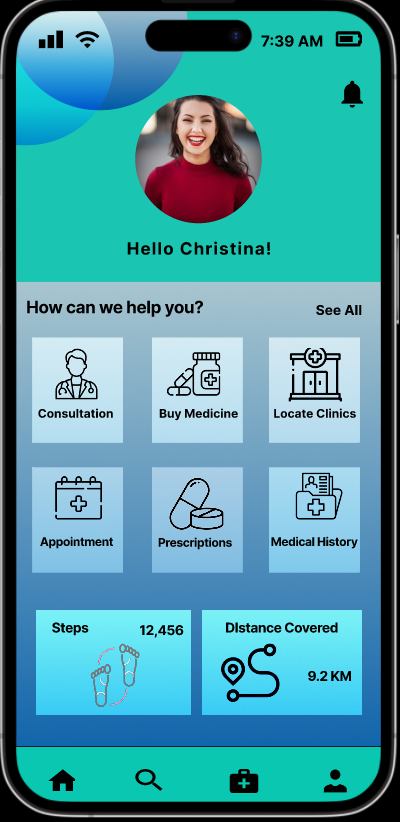 7:39 AM
Hello Christina!
How can we help you?
See All
Consultation
Buy Medicine
Locate Clinics
Appointment
Prescriptions
Medical History
Steps
12,456
DIstance Covered
9.2 KM